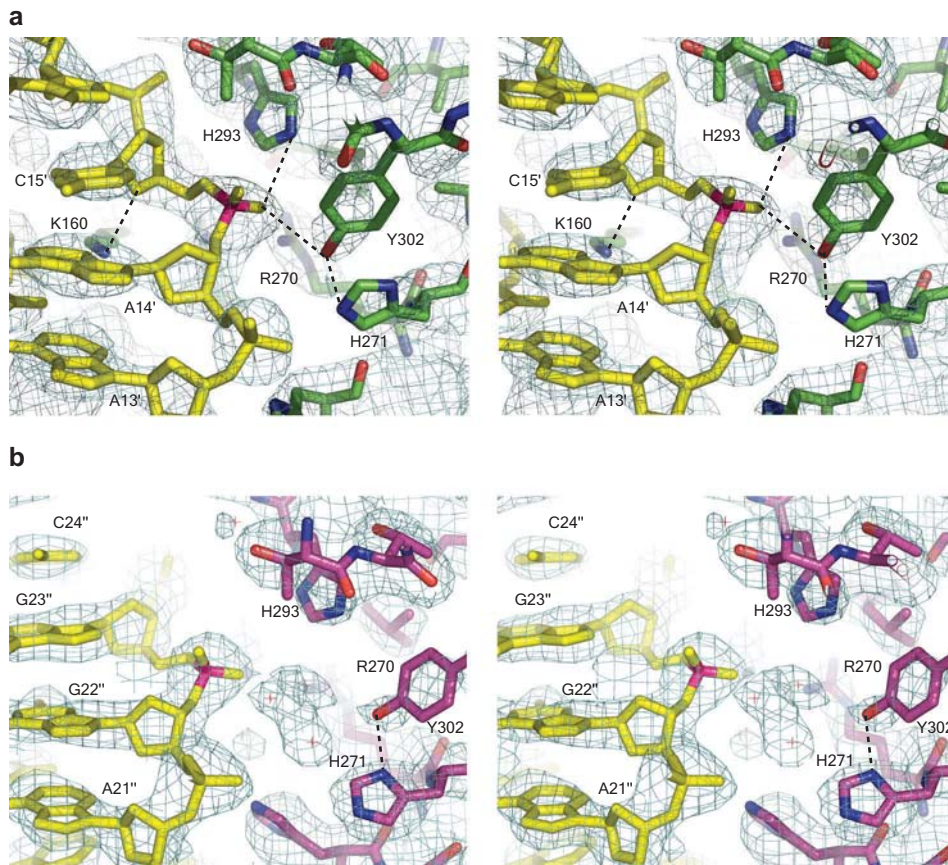 a
H293
C15'
K160
Y302
R270
A14'
H271
A13'
H293
C15'
K160
Y302
R270
A14'
H271
A13'
b
C24"
G23"
H293
R270
G22"
Y302
H271
A21"
C24"
G23"
H293
R270
G22"
Y302
H271
A21"